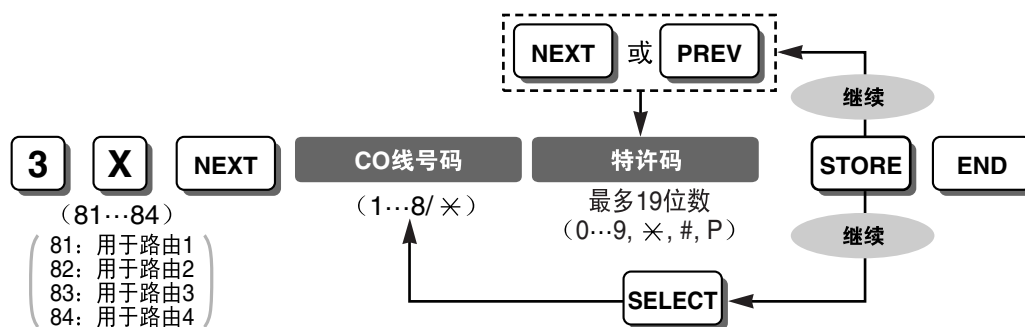 NEXT 或 PREV
继续
3 X NEXT CO线号码 特许码 STORE END
（81…84） （1…8/ ✳） 最多19位数
（0…9, ✳, #, P）
继续
81：用于路由1
82：用于路由2
83：用于路由3
84：用于路由4
SELECT